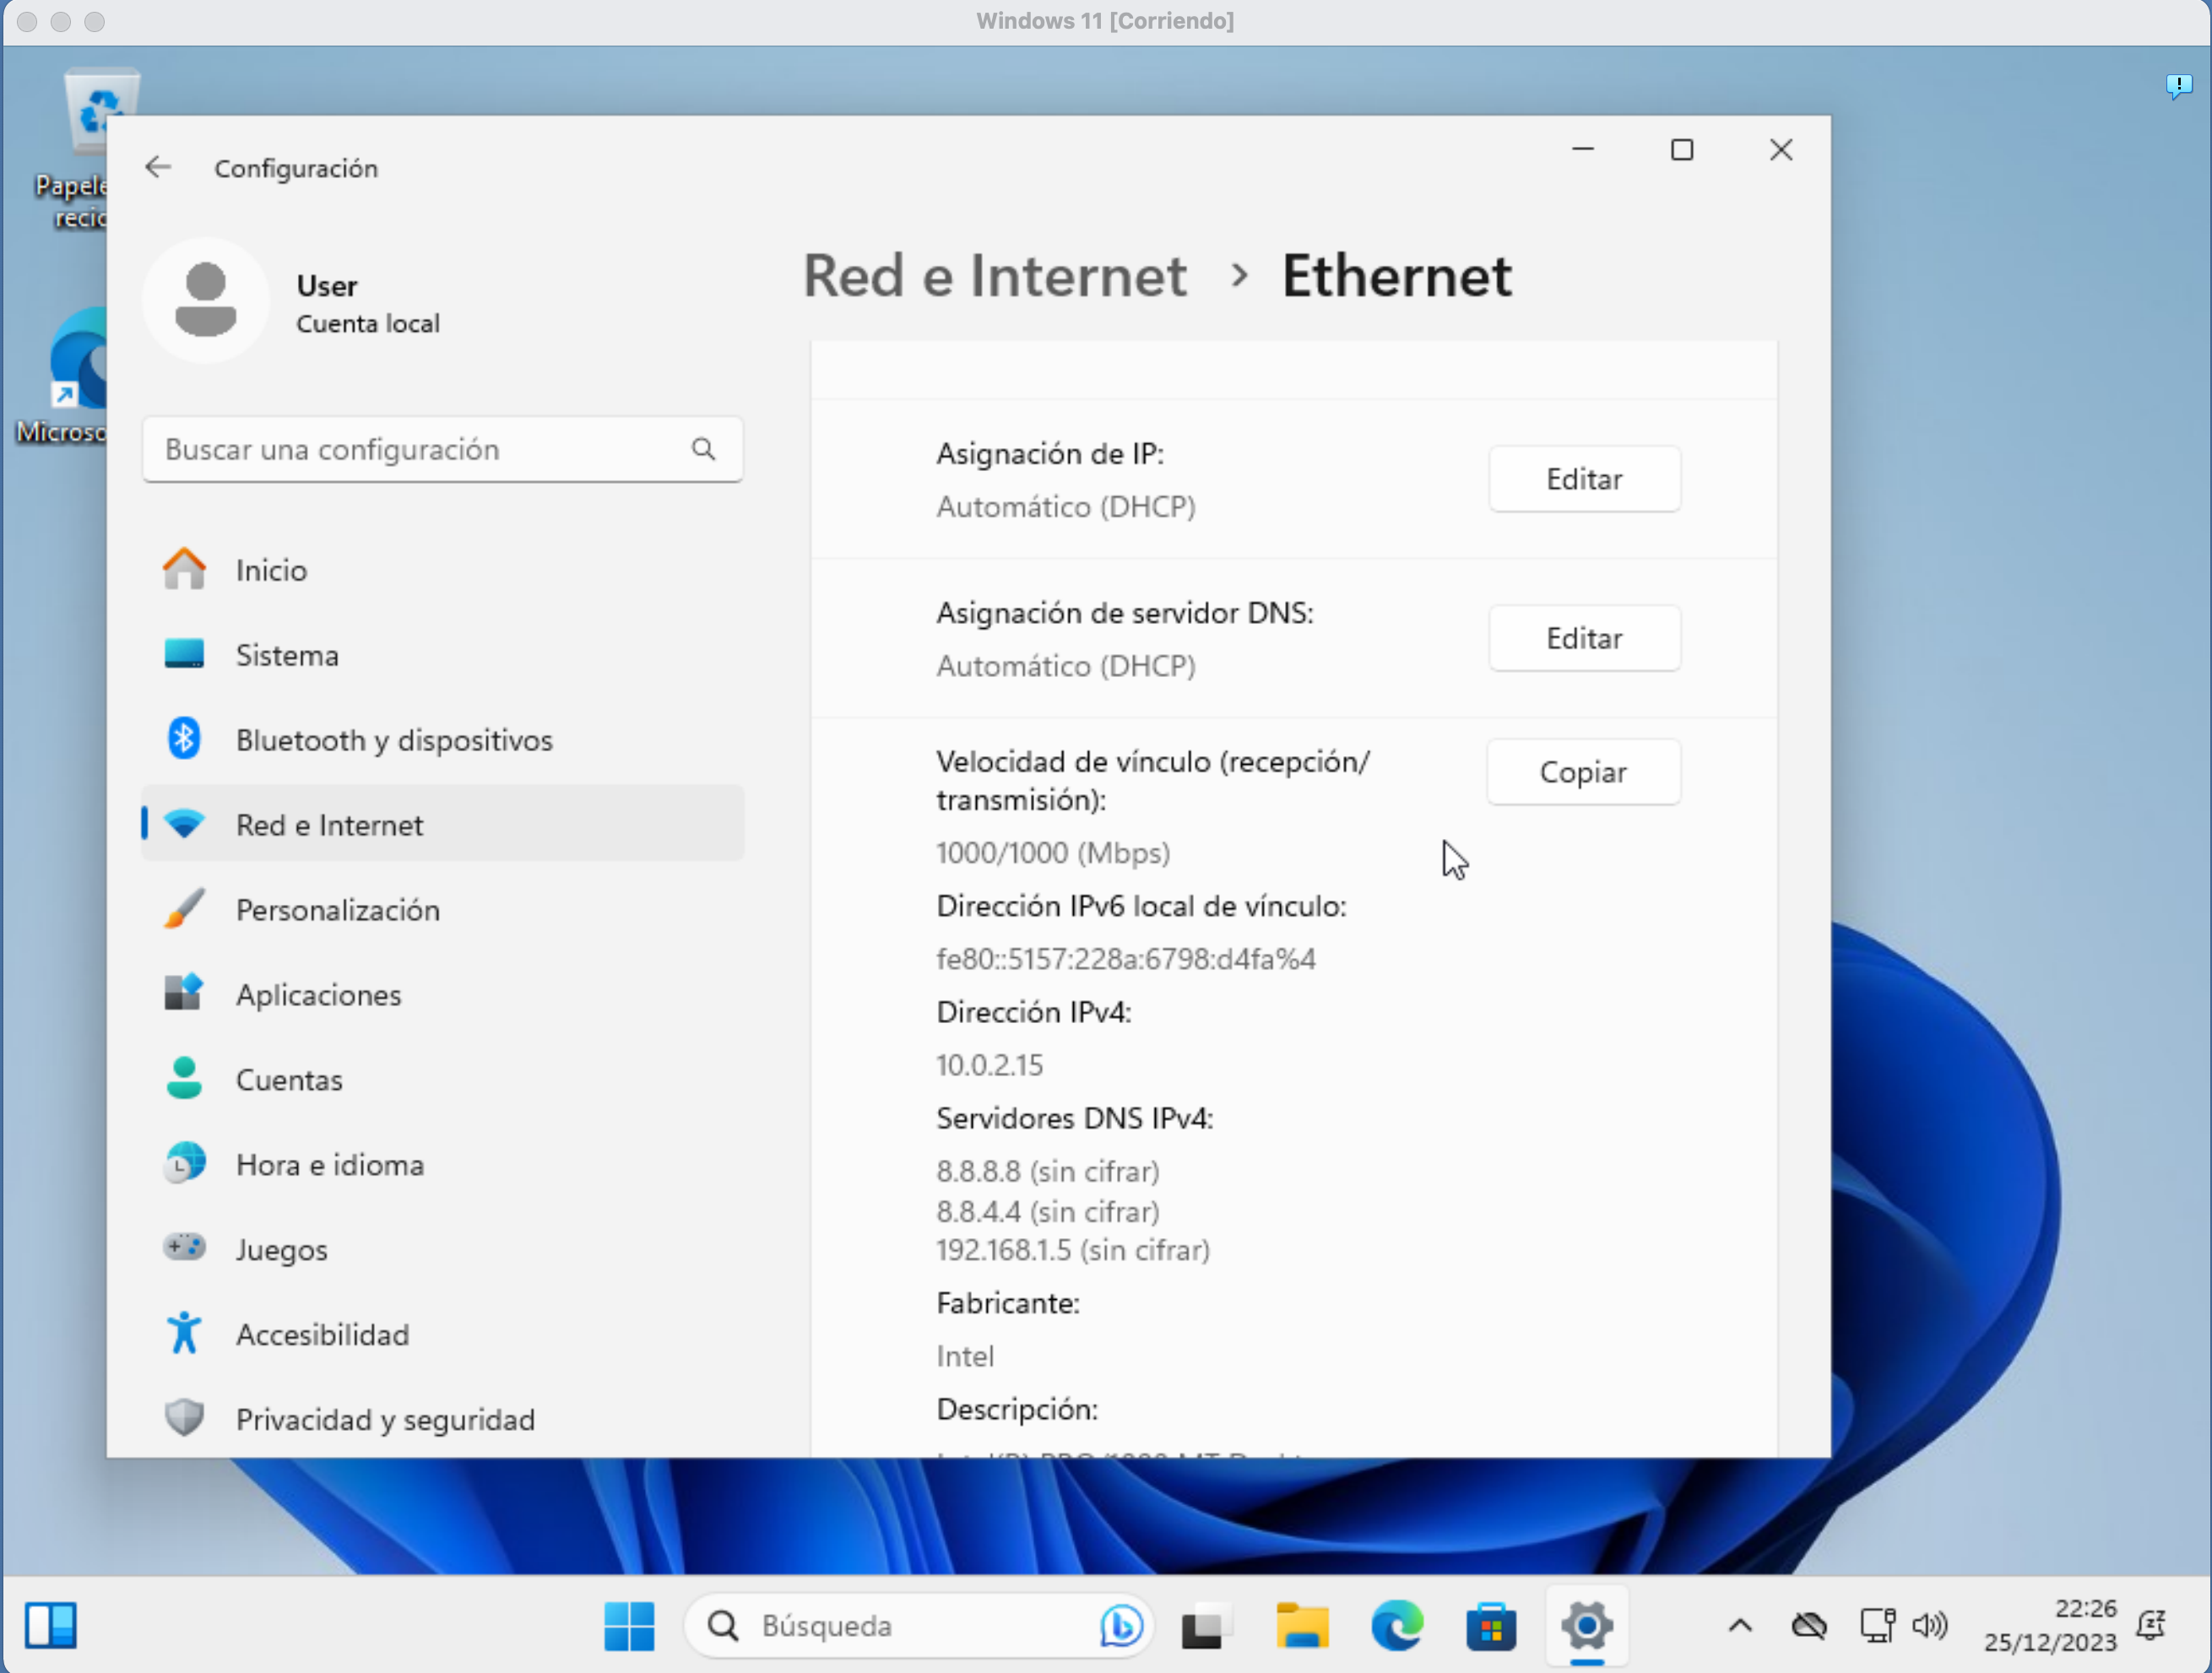 Windows 11 [Corriendo]
Configuración
User
Cuenta local
Buscar una configuración
Inicio
Sistema
Bluetooth y dispositivos
Red e Internet
Personalización
Aplicaciones
Cuentas
Hora e idioma
Juegos
Accesibilidad
Privacidad y seguridad
Red e Internet > Ethernet
Asignación de IP:
Automático (DHCP)
Editar
Asignación de servidor DNS:
Automático (DHCP)
Editar
Velocidad de vínculo (recepción/
transmisión):
Copiar
1000/1000 (Mbps)
Dirección IPv6 local de vínculo:
fe80::5157:228a:6798:d4fa%4
Dirección IPv4:
10.0.2.15
Servidores DNS IPv4:
8.8.8.8 (sin cifrar)
8.8.4.4 (sin cifrar)
192.168.1.5 (sin cifrar)
Fabricante:
Intel
Descripción:
Búsqueda
22:26
25/12/2023